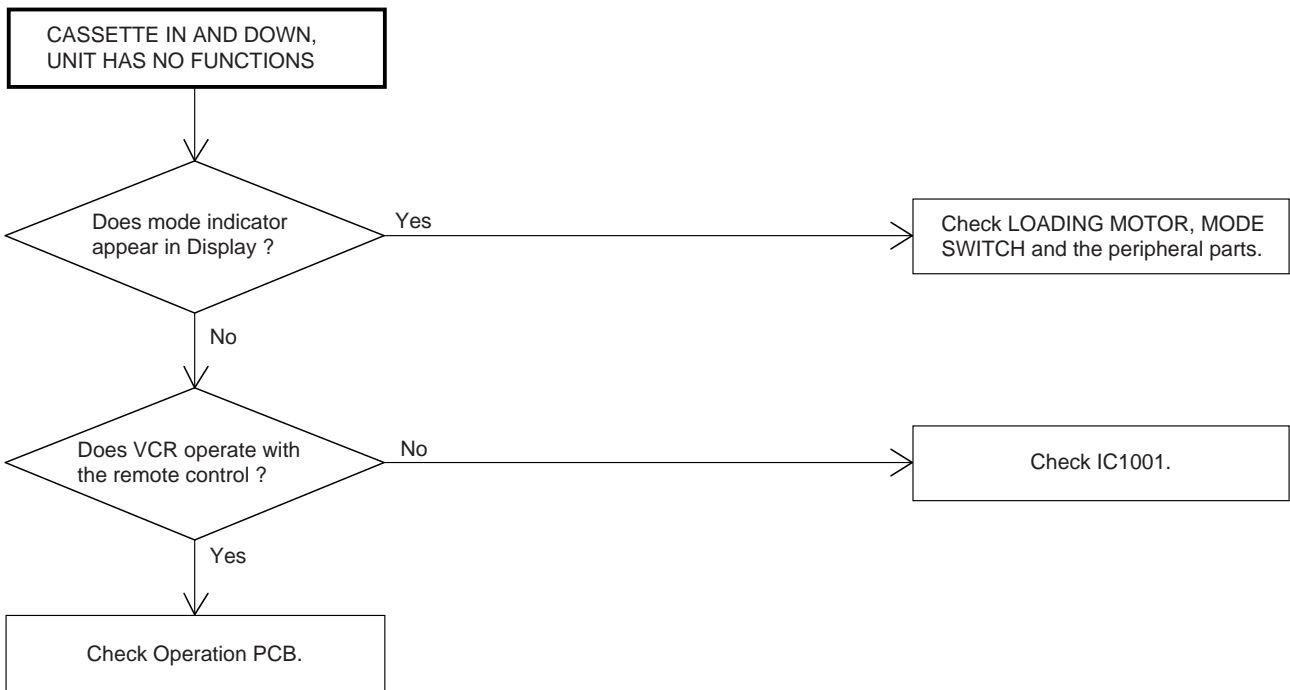 CASSETTE IN AND DOWN,
UNIT HAS NO FUNCTIONS
Does mode indicator
appear in Display ?
Yes
Check LOADING MOTOR, MODE
SWITCH and the peripheral parts.
No
Does VCR operate with
the remote control ?
No
Check IC1001.
Yes
Check Operation PCB.